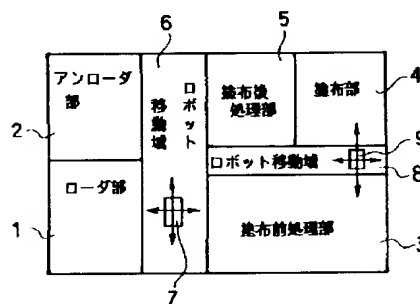 6
5
アンローダ
部
ロボット
移動域
塗布後
処理部
塗布部
4
2
9
ロボット移動域
8
ローダ部
1
塗布前処理部
3
7